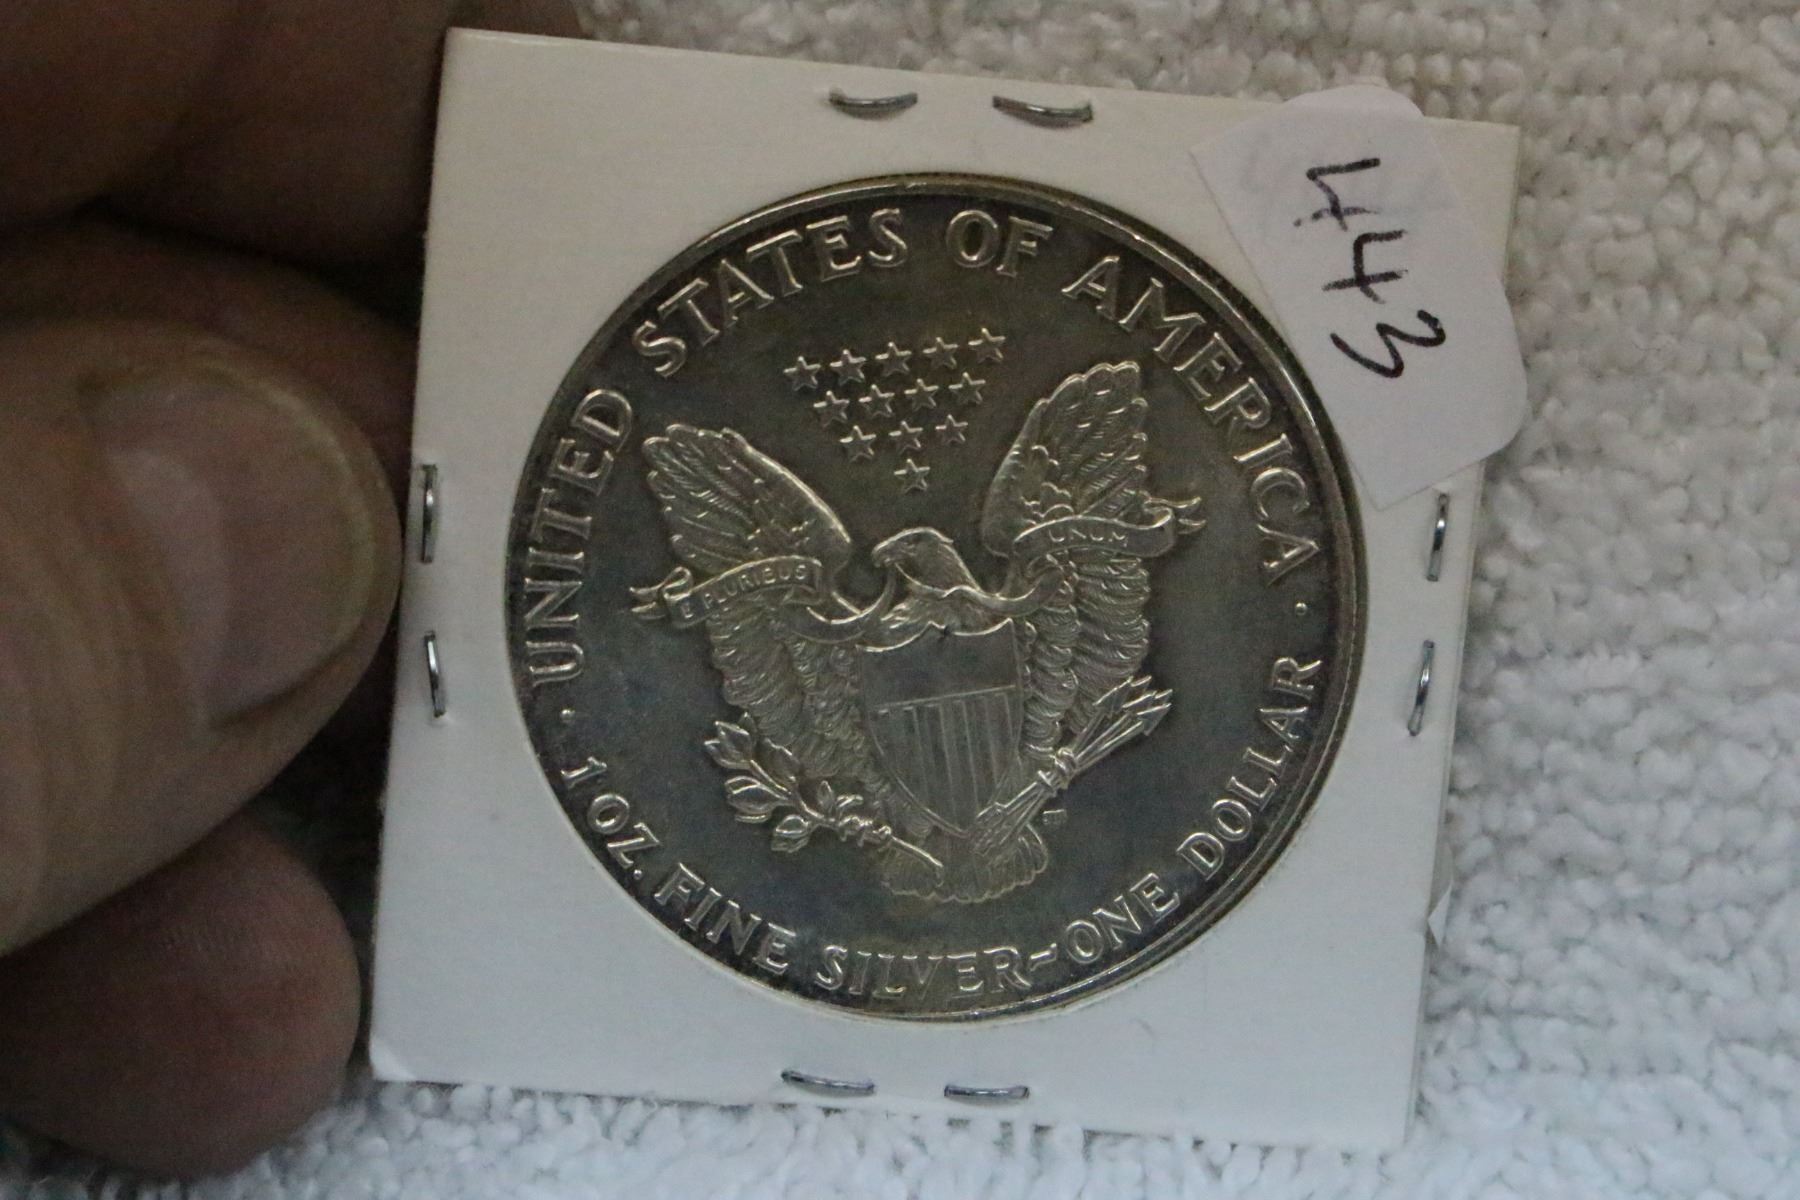 UNITED STATES OF AMERICA
E PLURIBUS
UNUM
1 OZ. FINE SILVER~ONE DOLLAR
443